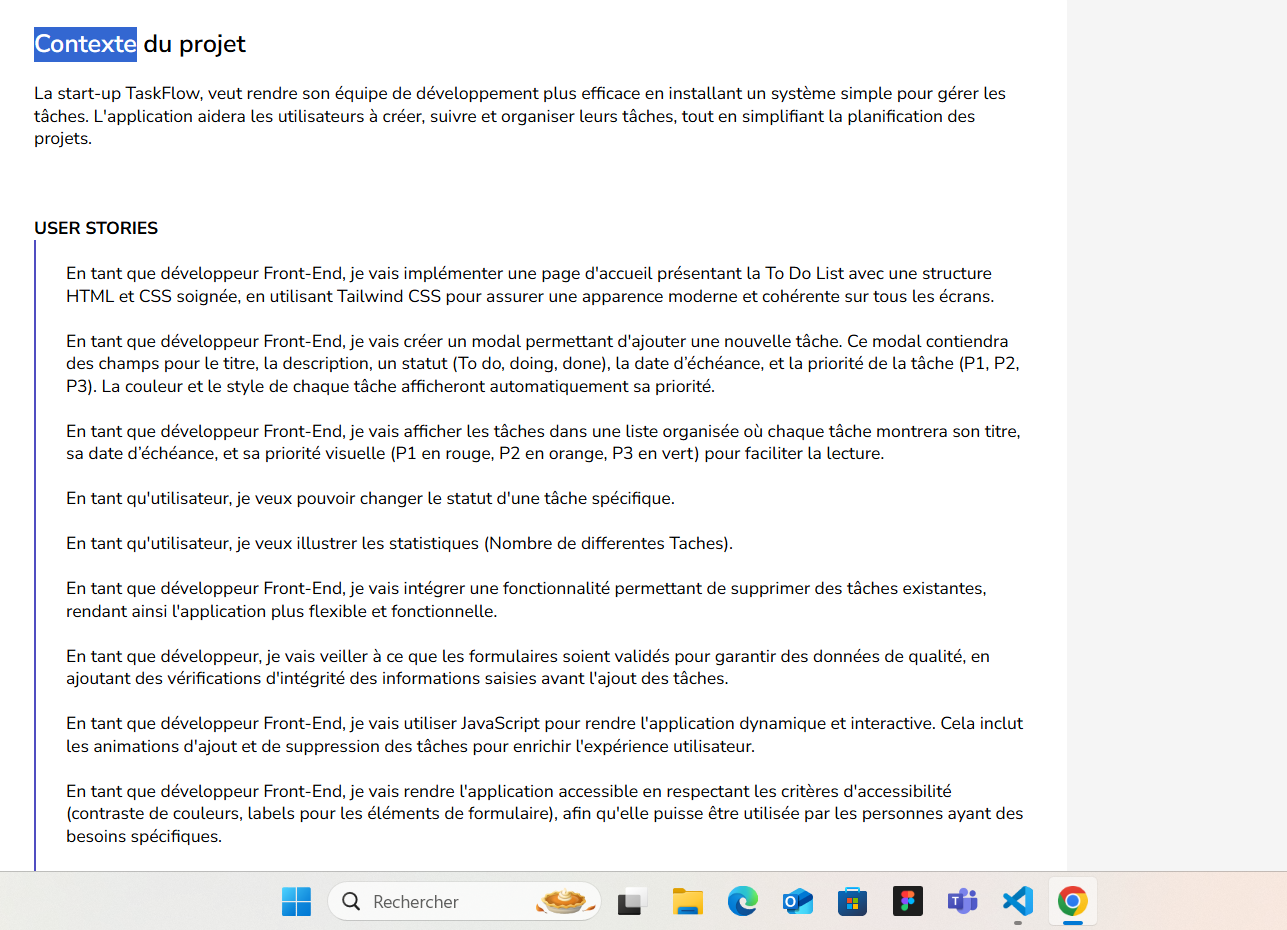 Contexte du projet
La start-up TaskFlow, veut rendre son équipe de développement plus efficace en installant un système simple pour gérer les
tâches. L'application aidera les utilisateurs à créer, suivre et organiser leurs tâches, tout en simplifiant la planification des
projets.
USER STORIES
En tant que développeur Front-End, je vais implémenter une page d'accueil présentant la To Do List avec une structure
HTML et CSS soignée, en utilisant Tailwind CSS pour assurer une apparence moderne et cohérente sur tous les écrans.
En tant que développeur Front-End, je vais créer un modal permettant d'ajouter une nouvelle tâche. Ce modal contiendra
des champs pour le titre, la description, un statut (To do, doing, done), la date d’échéance, et la priorité de la tâche (P1, P2,
P3). La couleur et le style de chaque tâche afficheront automatiquement sa priorité.
En tant que développeur Front-End, je vais afficher les tâches dans une liste organisée où chaque tâche montrera son titre,
sa date d’échéance, et sa priorité visuelle (P1 en rouge, P2 en orange, P3 en vert) pour faciliter la lecture.
En tant qu'utilisateur, je veux pouvoir changer le statut d'une tâche spécifique.
En tant qu'utilisateur, je veux illustrer les statistiques (Nombre de differentes Taches).
En tant que développeur Front-End, je vais intégrer une fonctionnalité permettant de supprimer des tâches existantes,
rendant ainsi l'application plus flexible et fonctionnelle.
En tant que développeur, je vais veiller à ce que les formulaires soient validés pour garantir des données de qualité, en
ajoutant des vérifications d'intégrité des informations saisies avant l'ajout des tâches.
En tant que développeur Front-End, je vais utiliser JavaScript pour rendre l'application dynamique et interactive. Cela inclut
les animations d'ajout et de suppression des tâches pour enrichir l'expérience utilisateur.
En tant que développeur Front-End, je vais rendre l'application accessible en respectant les critères d'accessibilité
(contraste de couleurs, labels pour les éléments de formulaire), afin qu'elle puisse être utilisée par les personnes ayant des
besoins spécifiques.
Rechercher